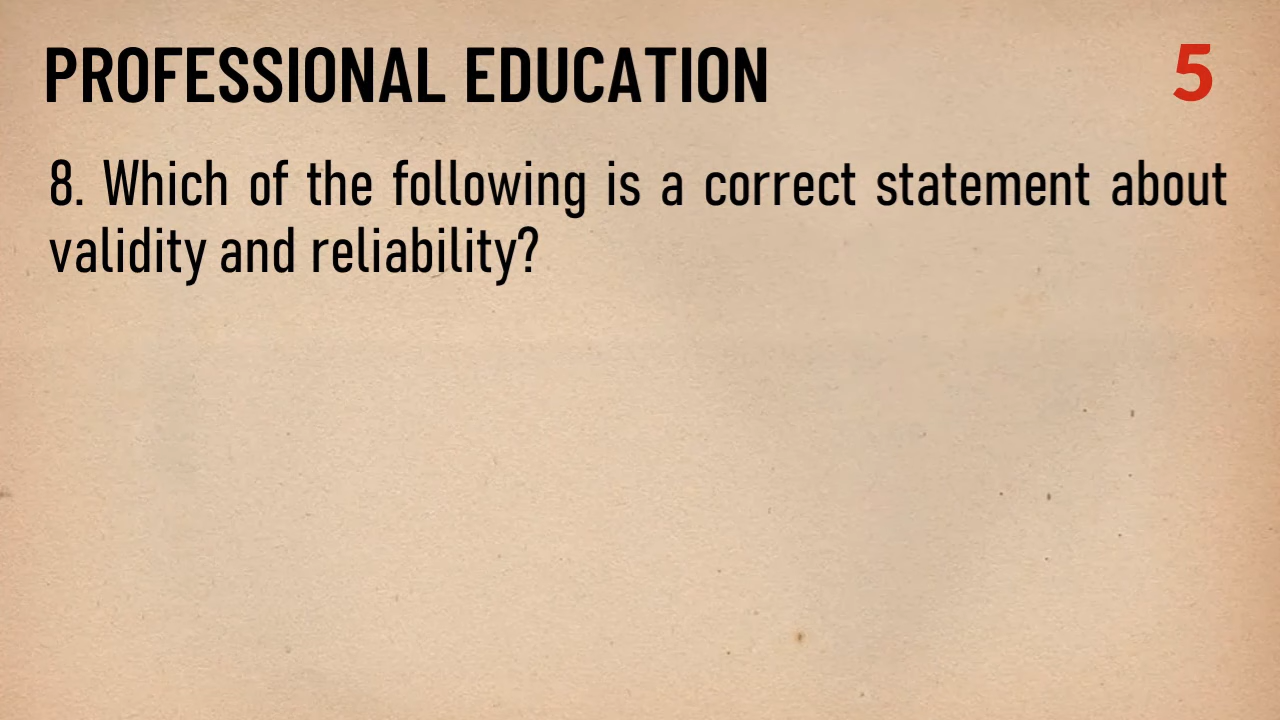 PROFESSIONAL EDUCATION
5
8. Which of the following is a correct statement about
validity and reliability?